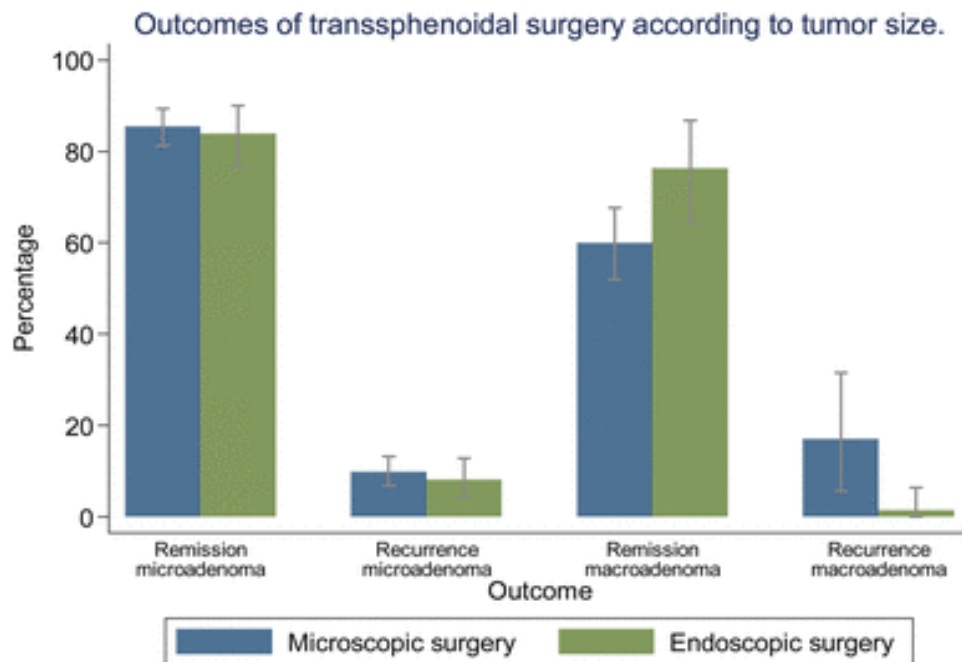 Outcomes of transsphenoidal surgery according to tumor size.
100
80
60
40
20
0
Percentage
Remission
microadenoma
Recurrence
microadenoma
Remission
macroadenoma
Recurrence
macroadenoma
Outcome
Microscopic surgery
Endoscopic surgery